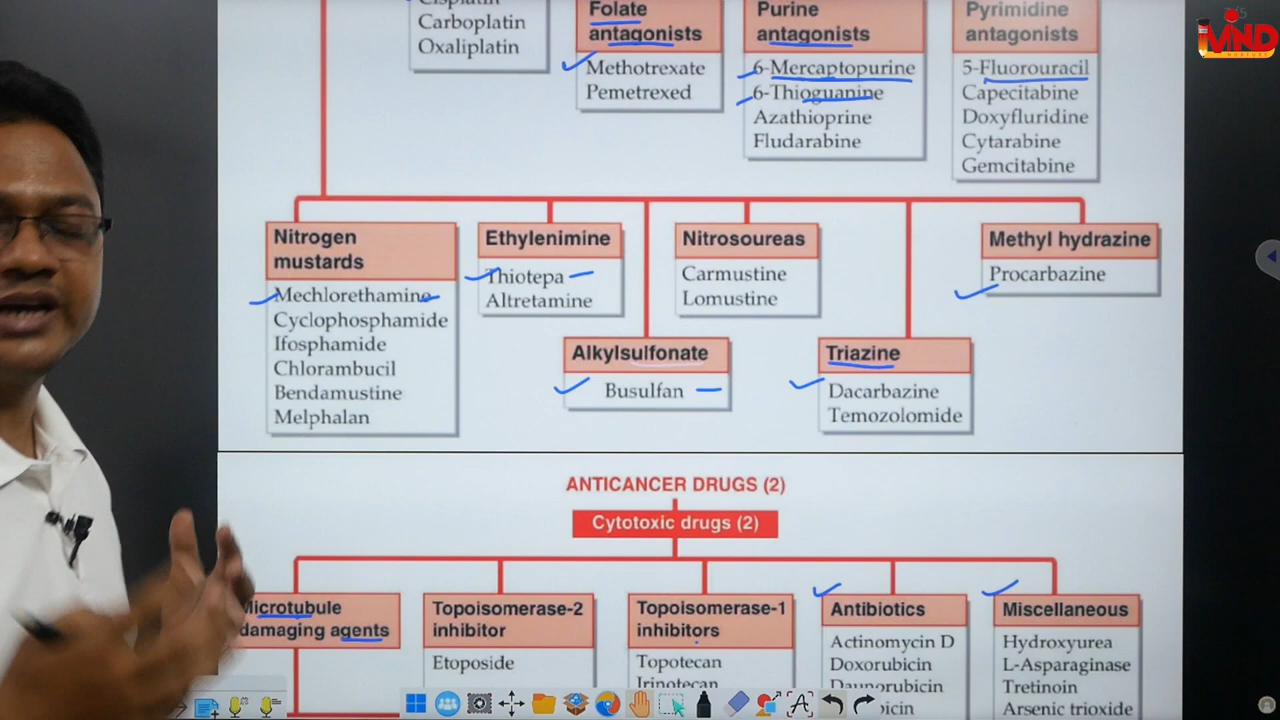 Cisplatin
Carboplatin
Oxaliplatin
Folate
antagonists
Methotrexate
Pemetrexed
Purine
antagonists
6-Mercaptopurine
6-Thioguanine
Azathioprine
Fludarabine
Pyrimidine
antagonists
5-Fluorouracil
Capecitabine
Doxyfluridine
Cytarabine
Gemcitabine
Nitrogen
mustards
Mechlorethamine
Cyclophosphamide
Ifosphamide
Chlorambucil
Bendamustine
Melphalan
Ethylenimine
Thiotepa
Altretamine
Alkylsulfonate
Busulfan
Nitrosoureas
Carmustine
Lomustine
Triazine
Dacarbazine
Temozolomide
Methyl hydrazine
Procarbazine
ANTICANCER DRUGS (2)
Cytotoxic drugs (2)
Microtubule
damaging agents
Topoisomerase-2
inhibitor
Etoposide
Topoisomerase-1
inhibitors
Topotecan
Irinotecan
Antibiotics
Actinomycin D
Doxorubicin
Daunorubicin
Miscellaneous
Hydroxyurea
L-Asparaginase
Tretinoin
Arsenic trioxide